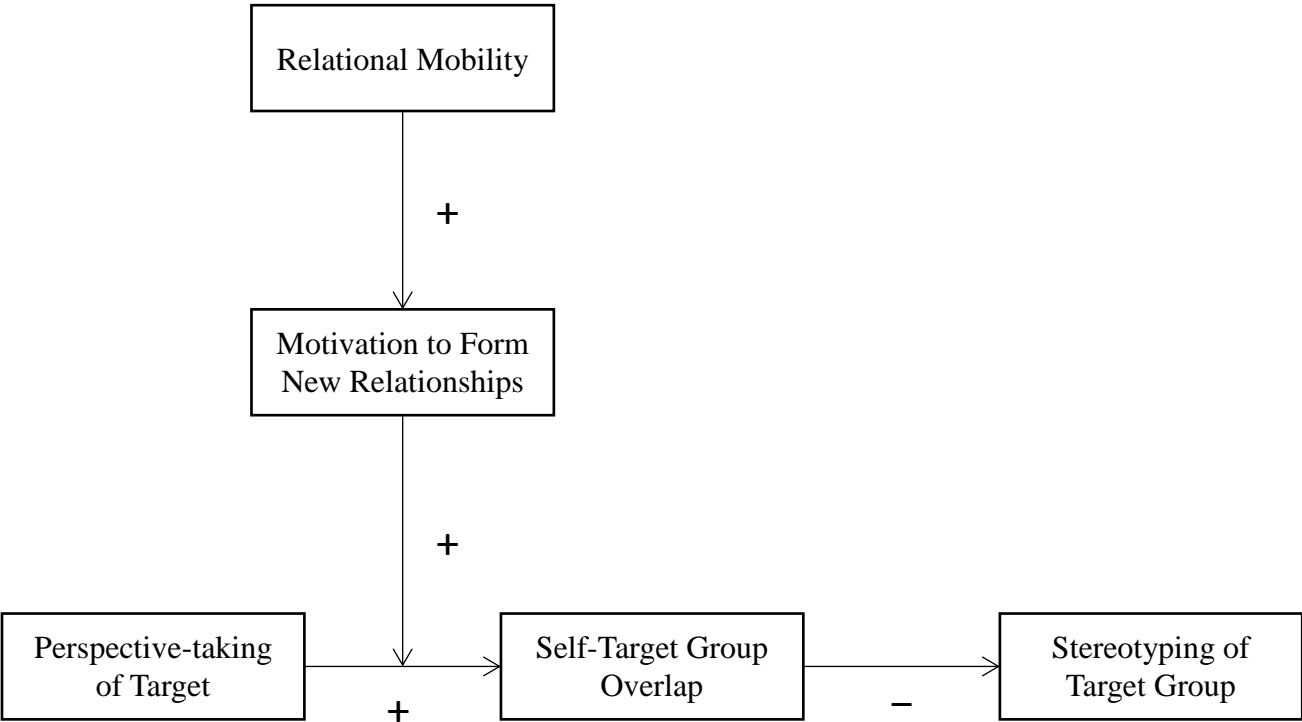 Relational Mobility
+
Motivation to Form
New Relationships
+
Perspective-taking
of Target
+
Self-Target Group
Overlap
−
Stereotyping of
Target Group